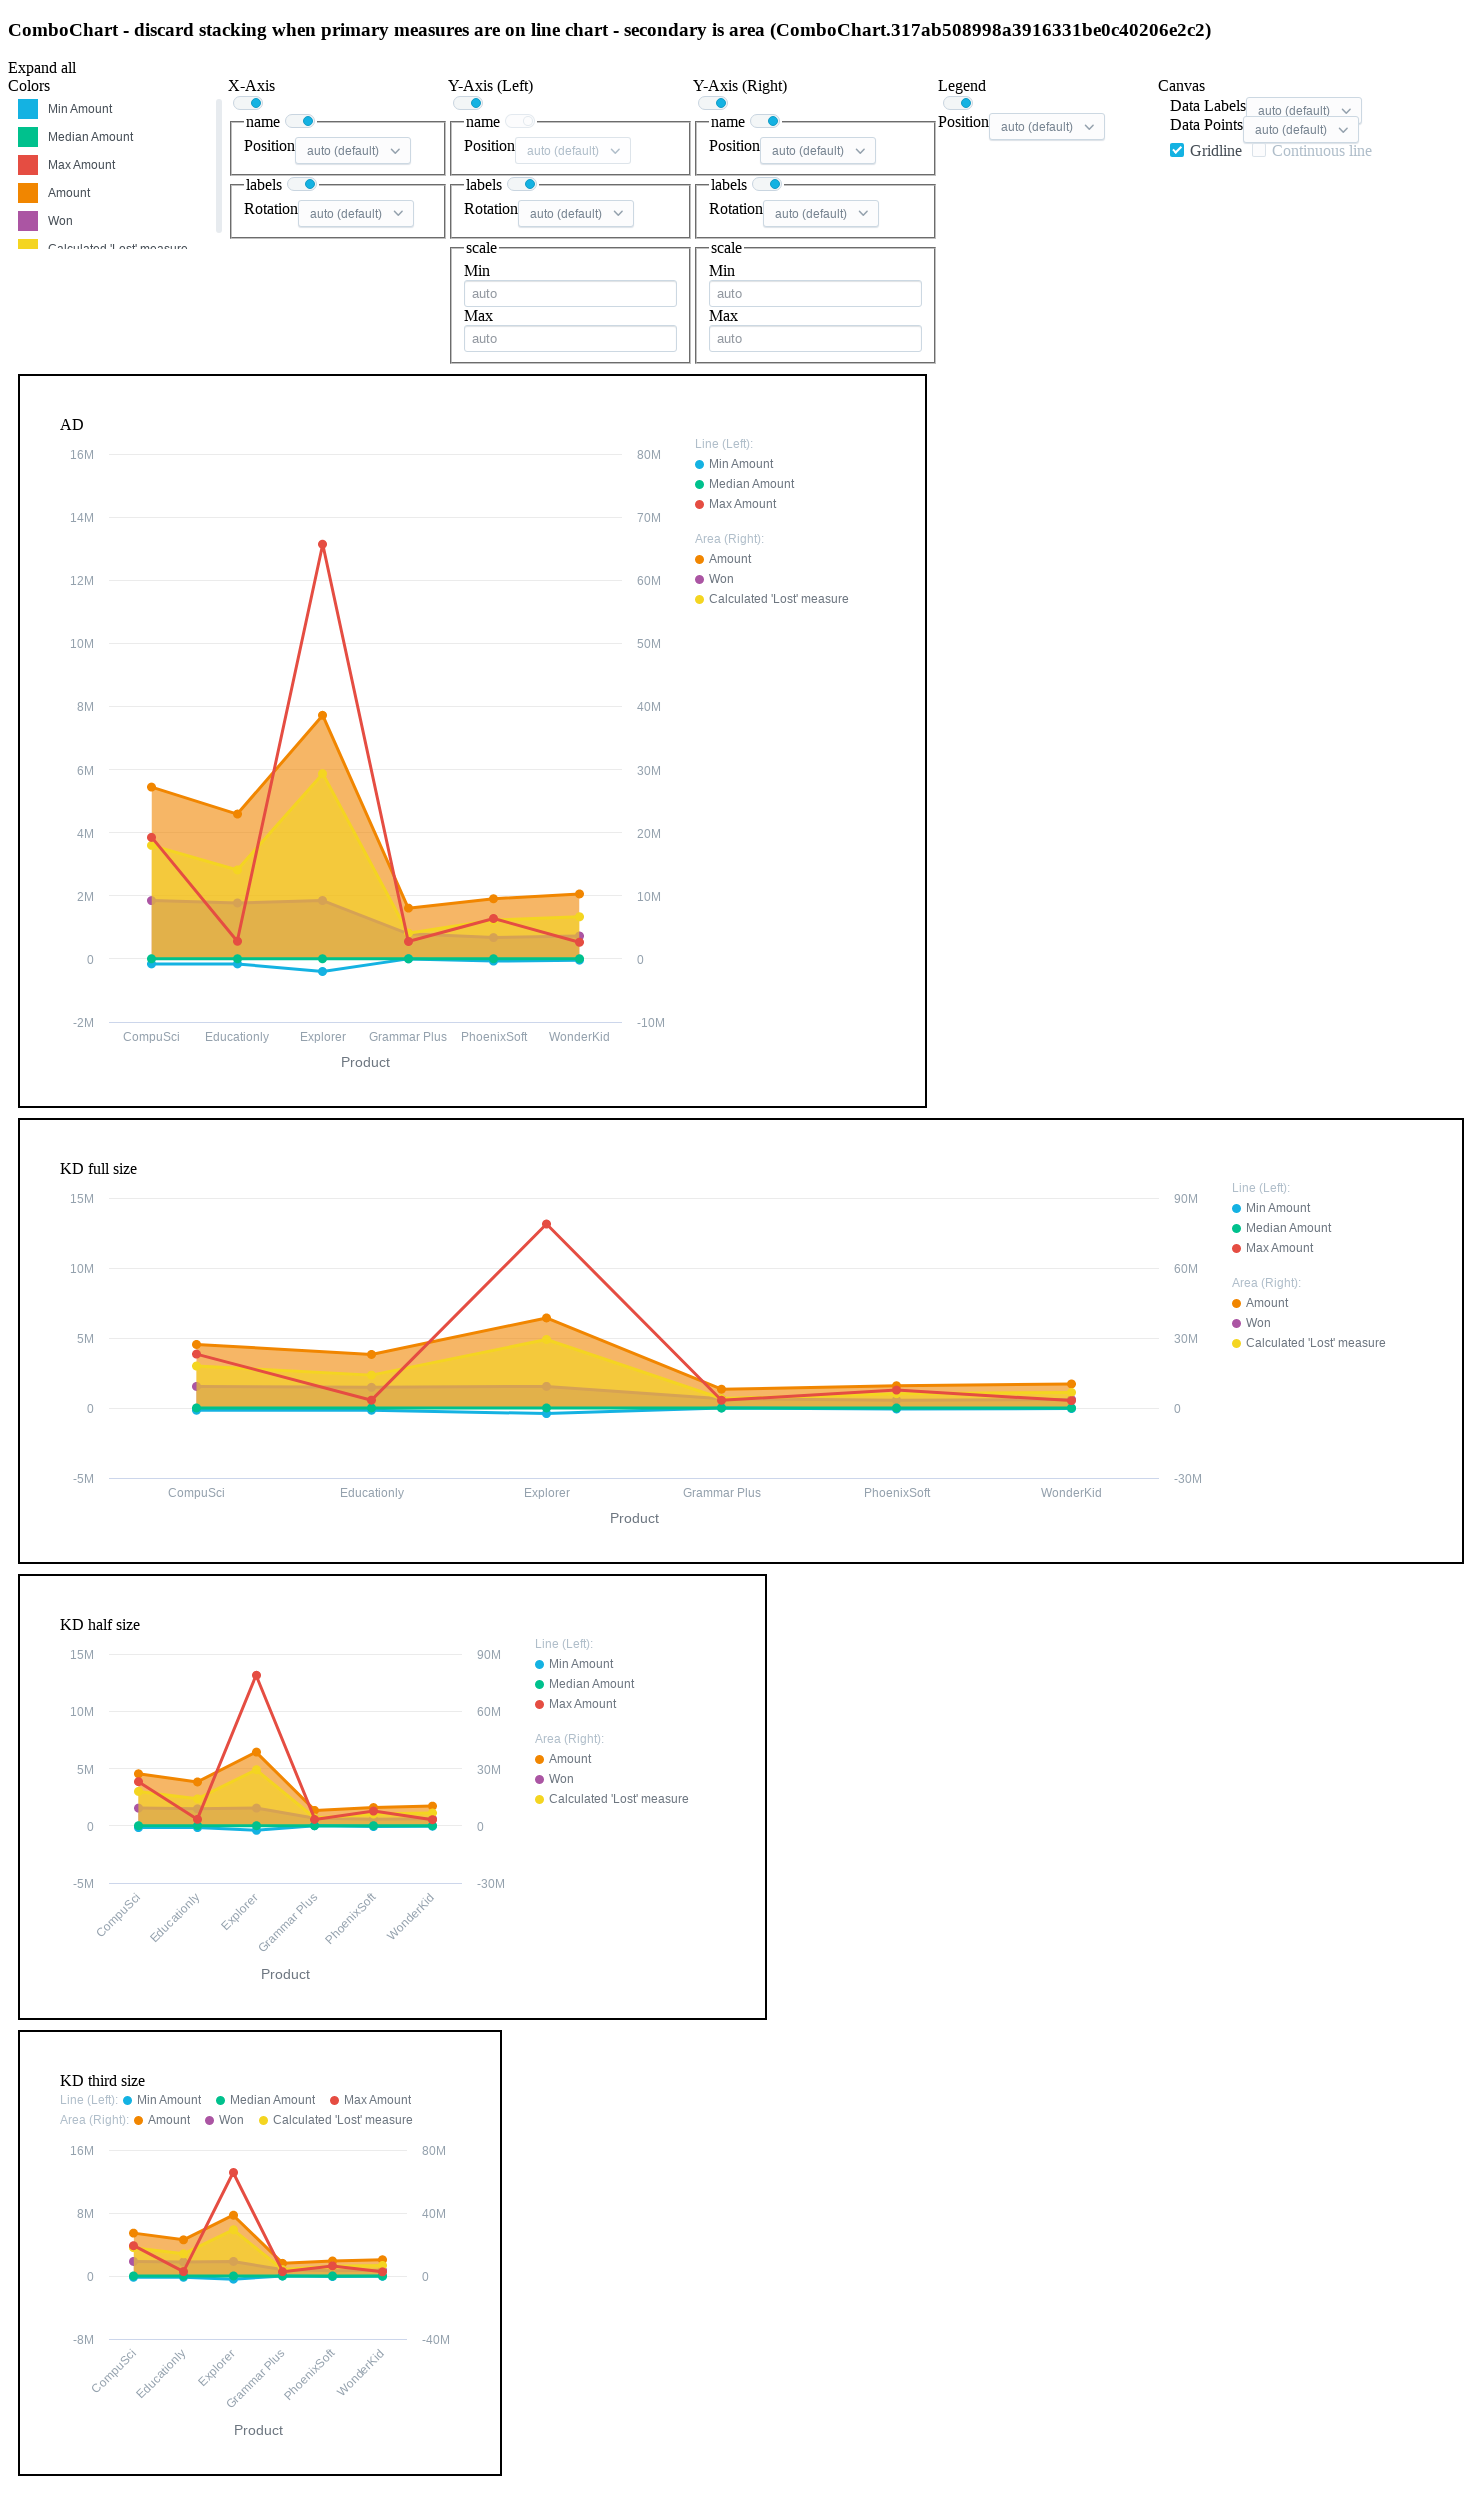 ComboChart - discard stacking when primary measures are on line chart - secondary is area (ComboChart.317ab508998a3916331be0c40206e2c2)
Expand all
Colors
Min Amount
Median Amount
Max Amount
Amount
Won
Calculated 'Lost' measure
X-Axis
name
Position auto (default)
labels
Rotation auto (default)
Y-Axis (Left)
name
Position auto (default)
labels
Rotation auto (default)
scale
Min
auto
Max
auto
Y-Axis (Right)
name
Position auto (default)
labels
Rotation auto (default)
scale
Min
auto
Max
auto
Legend
Position auto (default)
Canvas
Data Labels auto (default)
Data Points auto (default)
Gridline Continuous line
AD
16M 80M
14M 70M
12M 60M
10M 50M
8M 40M
6M 30M
4M 20M
2M 10M
0 0
-2M -10M
CompuSci Educationly Explorer Grammar Plus PhoenixSoft WonderKid
Product
Line (Left):
Min Amount
Median Amount
Max Amount
Area (Right):
Amount
Won
Calculated 'Lost' measure
KD full size
15M 90M
10M 60M
5M 30M
0 0
-5M -30M
CompuSci Educationly Explorer Grammar Plus PhoenixSoft WonderKid
Product
Line (Left):
Min Amount
Median Amount
Max Amount
Area (Right):
Amount
Won
Calculated 'Lost' measure
KD half size
15M 90M
10M 60M
5M 30M
0 0
-5M -30M
CompuSci Educationly Explorer Grammar Plus PhoenixSoft WonderKid
Product
Line (Left):
Min Amount
Median Amount
Max Amount
Area (Right):
Amount
Won
Calculated 'Lost' measure
KD third size
Line (Left): Min Amount Median Amount Max Amount
Area (Right): Amount Won Calculated 'Lost' measure
16M 80M
8M 40M
0 0
-8M -40M
CompuSci Educationly Explorer Grammar Plus PhoenixSoft WonderKid
Product